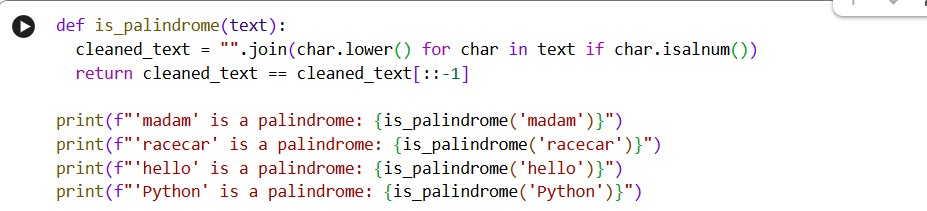 def is_palindrome(text):
  cleaned_text = "".join(char.lower() for char in text if char.isalnum())
  return cleaned_text == cleaned_text[::-1]

print(f"'madam' is a palindrome: {is_palindrome('madam')}")
print(f"'racecar' is a palindrome: {is_palindrome('racecar')}")
print(f"'hello' is a palindrome: {is_palindrome('hello')}")
print(f"'Python' is a palindrome: {is_palindrome('Python')}")